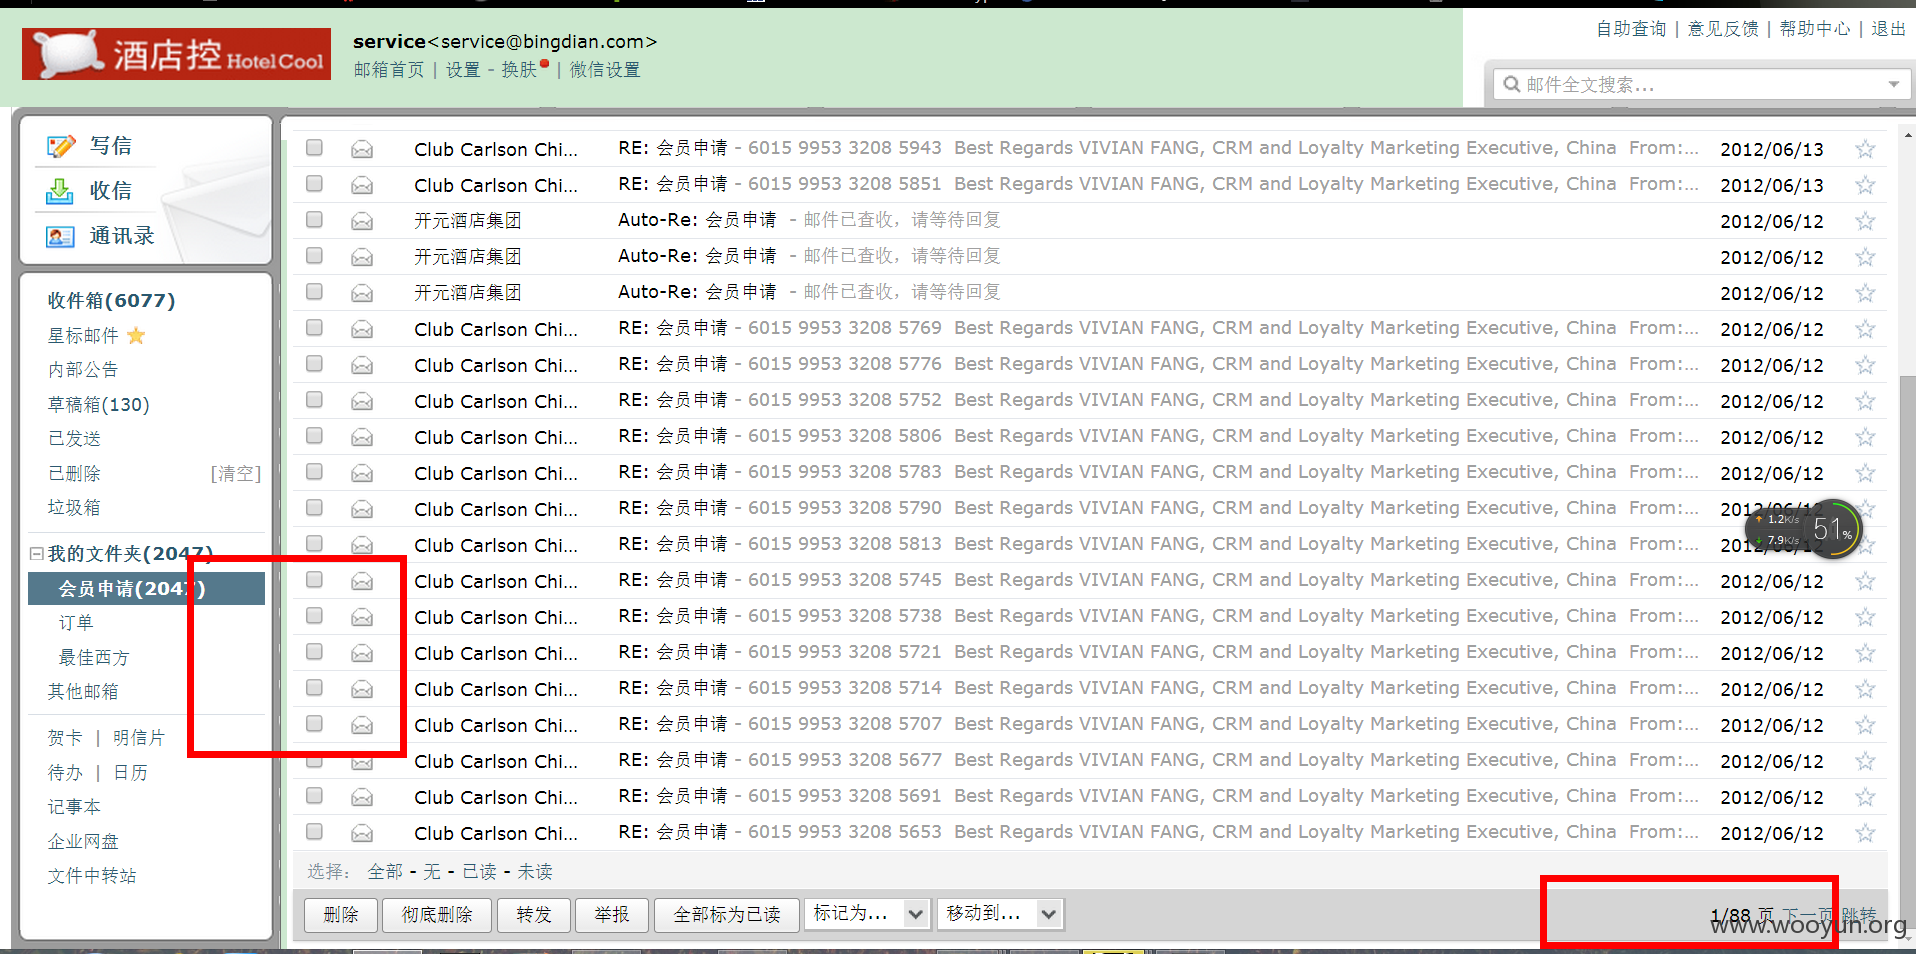 酒店控 HotelCool
service<service@bingdian.com>
邮箱首页 | 设置 - 换肤 | 微信设置
自助查询 | 意见反馈 | 帮助中心 | 退出
邮件全文搜索...
写信
收信
通讯录
收件箱(6077)
星标邮件
内部公告
草稿箱(130)
已发送
已删除 [清空]
垃圾箱
我的文件夹(2047)
会员申请(2047)
订单
最佳西方
其他邮箱
贺卡 | 明信片
待办 | 日历
记事本
企业网盘
文件中转站
Club Carlson Chi... RE: 会员申请 - 6015 9953 3208 5943 Best Regards VIVIAN FANG, CRM and Loyalty Marketing Executive, China From:... 2012/06/13
Club Carlson Chi... RE: 会员申请 - 6015 9953 3208 5851 Best Regards VIVIAN FANG, CRM and Loyalty Marketing Executive, China From:... 2012/06/13
开元酒店集团 Auto-Re: 会员申请 - 邮件已查收，请等待回复 2012/06/12
开元酒店集团 Auto-Re: 会员申请 - 邮件已查收，请等待回复 2012/06/12
开元酒店集团 Auto-Re: 会员申请 - 邮件已查收，请等待回复 2012/06/12
Club Carlson Chi... RE: 会员申请 - 6015 9953 3208 5769 Best Regards VIVIAN FANG, CRM and Loyalty Marketing Executive, China From:... 2012/06/12
Club Carlson Chi... RE: 会员申请 - 6015 9953 3208 5776 Best Regards VIVIAN FANG, CRM and Loyalty Marketing Executive, China From:... 2012/06/12
Club Carlson Chi... RE: 会员申请 - 6015 9953 3208 5752 Best Regards VIVIAN FANG, CRM and Loyalty Marketing Executive, China From:... 2012/06/12
Club Carlson Chi... RE: 会员申请 - 6015 9953 3208 5806 Best Regards VIVIAN FANG, CRM and Loyalty Marketing Executive, China From:... 2012/06/12
Club Carlson Chi... RE: 会员申请 - 6015 9953 3208 5783 Best Regards VIVIAN FANG, CRM and Loyalty Marketing Executive, China From:... 2012/06/12
Club Carlson Chi... RE: 会员申请 - 6015 9953 3208 5790 Best Regards VIVIAN FANG, CRM and Loyalty Marketing Executive, China From:... 2012/06/12
Club Carlson Chi... RE: 会员申请 - 6015 9953 3208 5813 Best Regards VIVIAN FANG, CRM and Loyalty Marketing Executive, China From:... 2012/06/12
Club Carlson Chi... RE: 会员申请 - 6015 9953 3208 5745 Best Regards VIVIAN FANG, CRM and Loyalty Marketing Executive, China From:... 2012/06/12
Club Carlson Chi... RE: 会员申请 - 6015 9953 3208 5738 Best Regards VIVIAN FANG, CRM and Loyalty Marketing Executive, China From:... 2012/06/12
Club Carlson Chi... RE: 会员申请 - 6015 9953 3208 5721 Best Regards VIVIAN FANG, CRM and Loyalty Marketing Executive, China From:... 2012/06/12
Club Carlson Chi... RE: 会员申请 - 6015 9953 3208 5714 Best Regards VIVIAN FANG, CRM and Loyalty Marketing Executive, China From:... 2012/06/12
Club Carlson Chi... RE: 会员申请 - 6015 9953 3208 5707 Best Regards VIVIAN FANG, CRM and Loyalty Marketing Executive, China From:... 2012/06/12
Club Carlson Chi... RE: 会员申请 - 6015 9953 3208 5677 Best Regards VIVIAN FANG, CRM and Loyalty Marketing Executive, China From:... 2012/06/12
Club Carlson Chi... RE: 会员申请 - 6015 9953 3208 5691 Best Regards VIVIAN FANG, CRM and Loyalty Marketing Executive, China From:... 2012/06/12
Club Carlson Chi... RE: 会员申请 - 6015 9953 3208 5653 Best Regards VIVIAN FANG, CRM and Loyalty Marketing Executive, China From:... 2012/06/12
1.2K/s
7.9K/s
51%
选择： 全部 - 无 - 已读 - 未读
删除 彻底删除 转发 举报 全部标为已读 标记为... 移动到...
1/88 页 下一页 跳转
www.wooyun.org